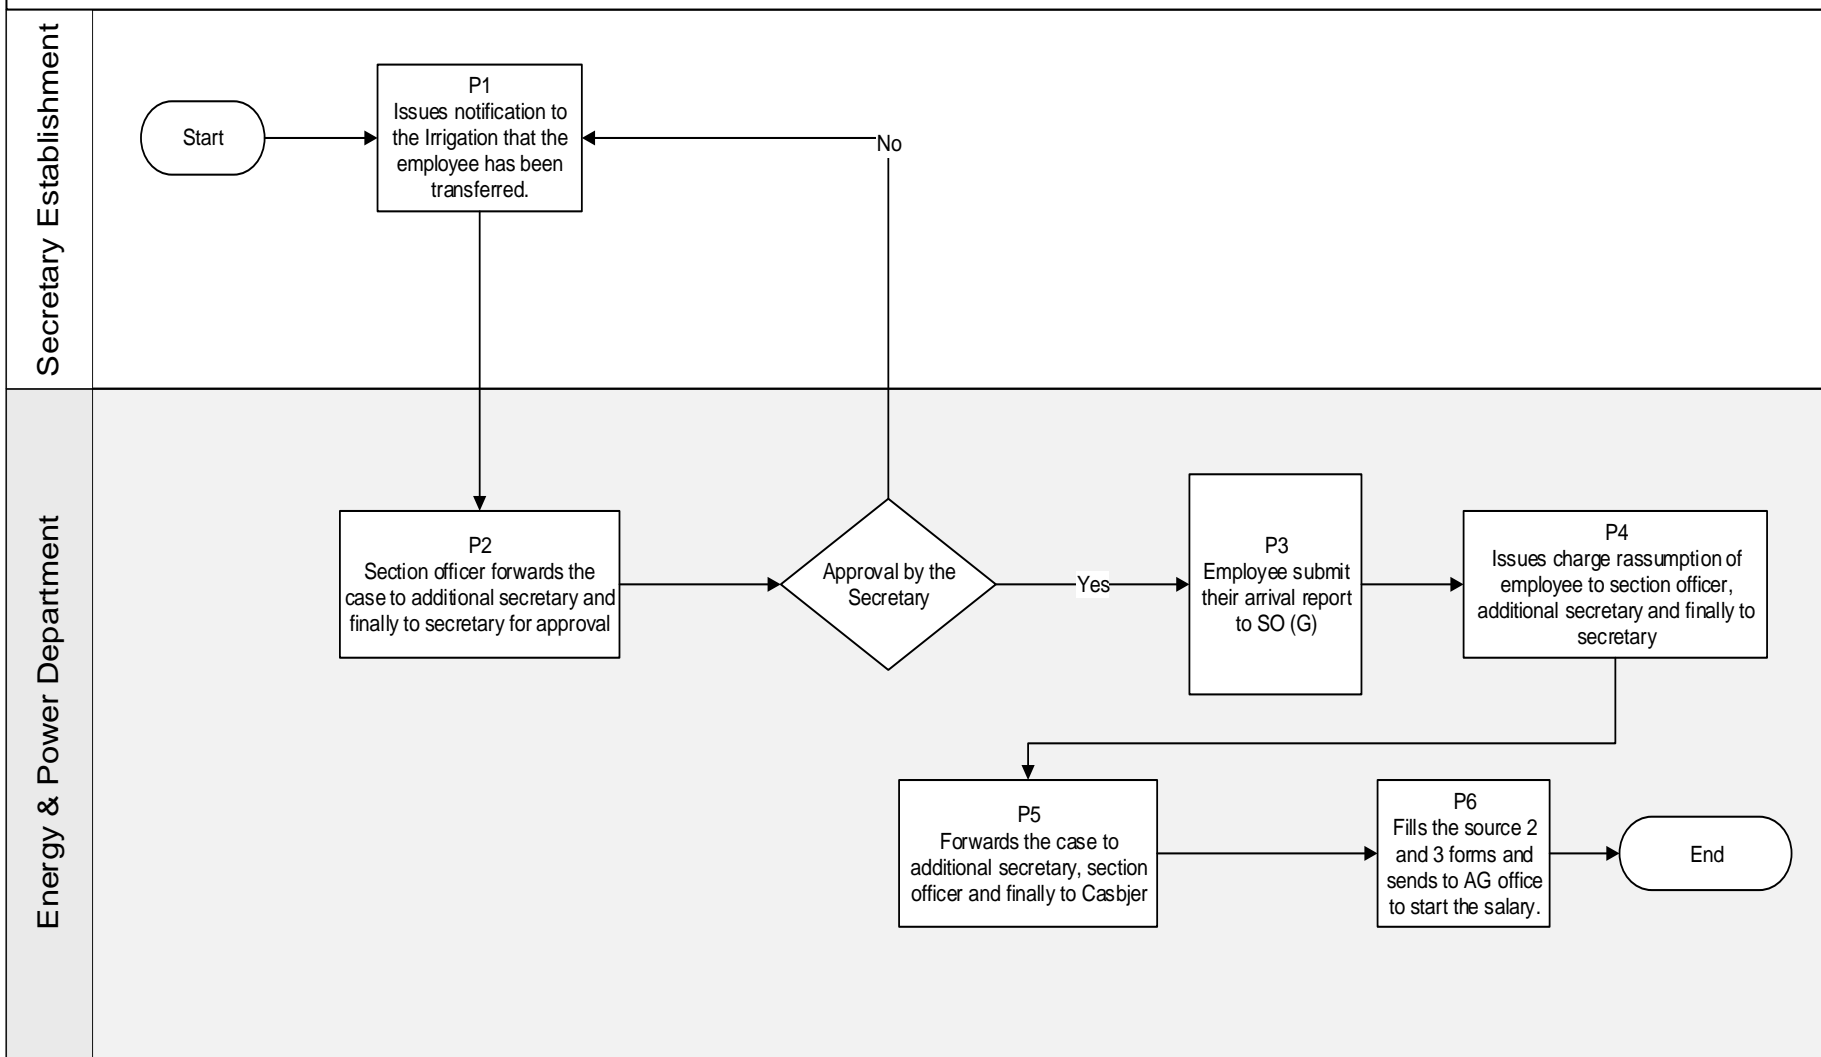 Secretary Establishment
Start
P1
Issues notification to
the Irrigation that the
employee has been
transferred.
No
Energy & Power Department
P2
Section officer forwards the
case to additional secretary and
finally to secretary for approval
Approval by the
Secretary
Yes
P3
Employee submit
their arrival report
to SO (G)
P4
Issues charge rassumption of
employee to section officer,
additional secretary and finally to
secretary
P5
Forwards the case to
additional secretary, section
officer and finally to Casbjer
P6
Fills the source 2
and 3 forms and
sends to AG office
to start the salary.
End